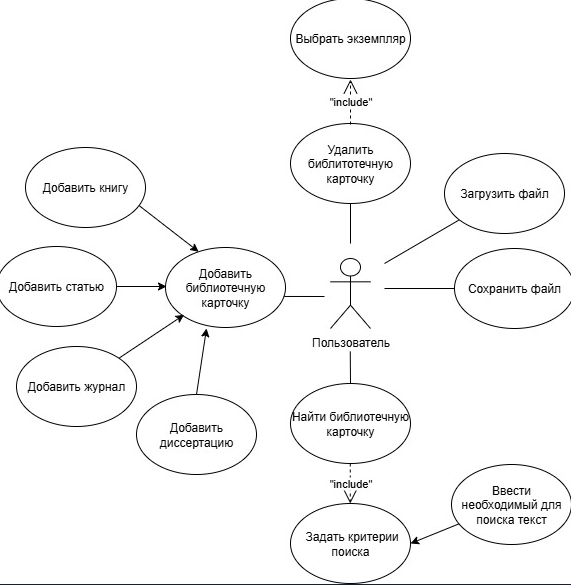 Выбрать экземпляр
"include"
Удалить
библитотечную
карточку
Добавить книгу
Загрузить файл
Добавить статью
Добавить
библиотечную
карточку
Сохранить файл
Пользователь
Добавить журнал
Добавить
диссертацию
Найти библиотечную
карточку
"include"
Ввести
необходимый для
поиска текст
Задать критерии
поиска